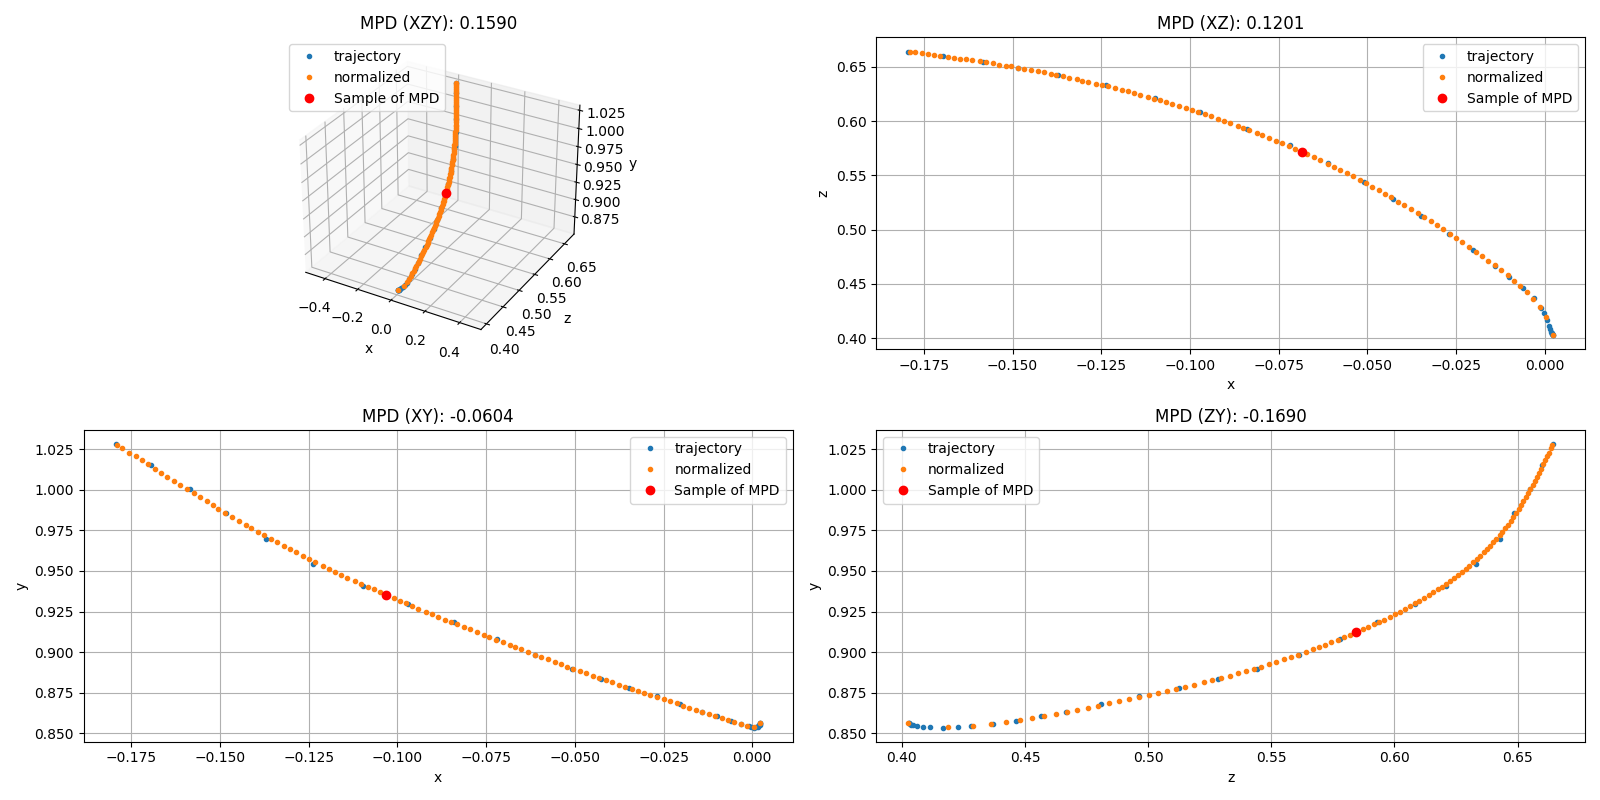 MPD (XZY): 0.1590
trajectory
normalized
Sample of MPD
1.025
1.000
0.975
0.950
0.925
0.900
0.875
y
0.65
0.60
0.55
0.50
0.45
0.40
z
−0.4
−0.2
0.0
0.2
0.4
x
MPD (XZ): 0.1201
trajectory
normalized
Sample of MPD
0.65
0.60
0.55
0.50
0.45
0.40
z
−0.175 −0.150 −0.125 −0.100 −0.075 −0.050 −0.025 0.000
x
MPD (XY): -0.0604
trajectory
normalized
Sample of MPD
1.025
1.000
0.975
0.950
0.925
0.900
0.875
0.850
y
−0.175 −0.150 −0.125 −0.100 −0.075 −0.050 −0.025 0.000
x
MPD (ZY): -0.1690
trajectory
normalized
Sample of MPD
1.025
1.000
0.975
0.950
0.925
0.900
0.875
0.850
y
0.40 0.45 0.50 0.55 0.60 0.65
z